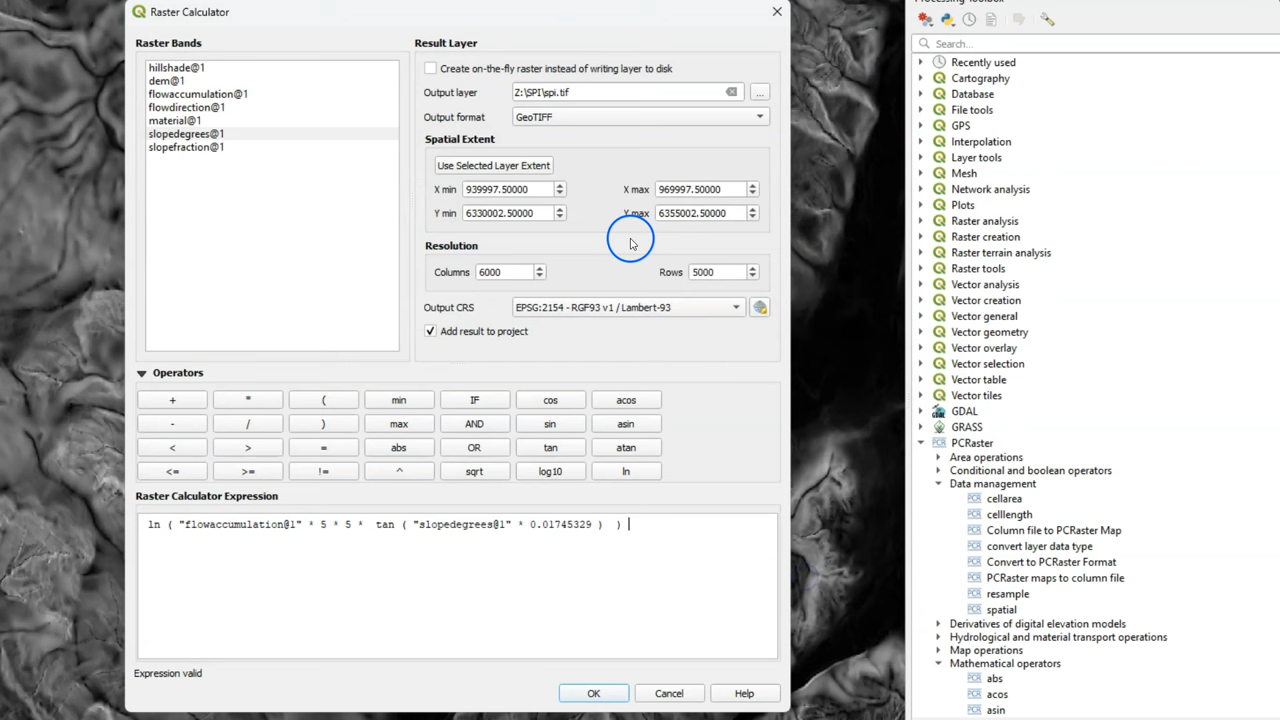 Raster Calculator
Raster Bands
hillshade@1
dem@1
flowaccumulation@1
flowdirection@1
material@1
slopedegrees@1
slopefraction@1
Result Layer
Create on-the-fly raster instead of writing layer to disk
Output layer Z:\SPI\spi.tif ...
Output format GeoTIFF
Spatial Extent
Use Selected Layer Extent
X min 939997.50000 X max 969997.50000
Y min 6330002.50000 Y max 6355002.50000
Resolution
Columns 6000 Rows 5000
Output CRS EPSG:2154 - RGF93 v1 / Lambert-93
Add result to project
Operators
+ * ( min IF cos acos
- / ) max AND sin asin
< > = abs OR tan atan
<= >= != ^ sqrt log10 ln
Raster Calculator Expression
ln ( "flowaccumulation@1" * 5 * 5 * tan ( "slopedegrees@1" * 0.01745329 ) )
Expression valid
OK Cancel Help
Processing Toolbox
Search...
Recently used
Cartography
Database
File tools
GPS
Interpolation
Layer tools
Mesh
Network analysis
Plots
Raster analysis
Raster creation
Raster terrain analysis
Raster tools
Vector analysis
Vector creation
Vector general
Vector geometry
Vector overlay
Vector selection
Vector table
Vector tiles
GDAL
GRASS
PCRaster
Area operations
Conditional and boolean operators
Data management
cellarea
celllength
Column file to PCRaster Map
convert layer data type
Convert to PCRaster Format
PCRaster maps to column file
resample
spatial
Derivatives of digital elevation models
Hydrological and material transport operations
Map operations
Mathematical operators
abs
acos
asin